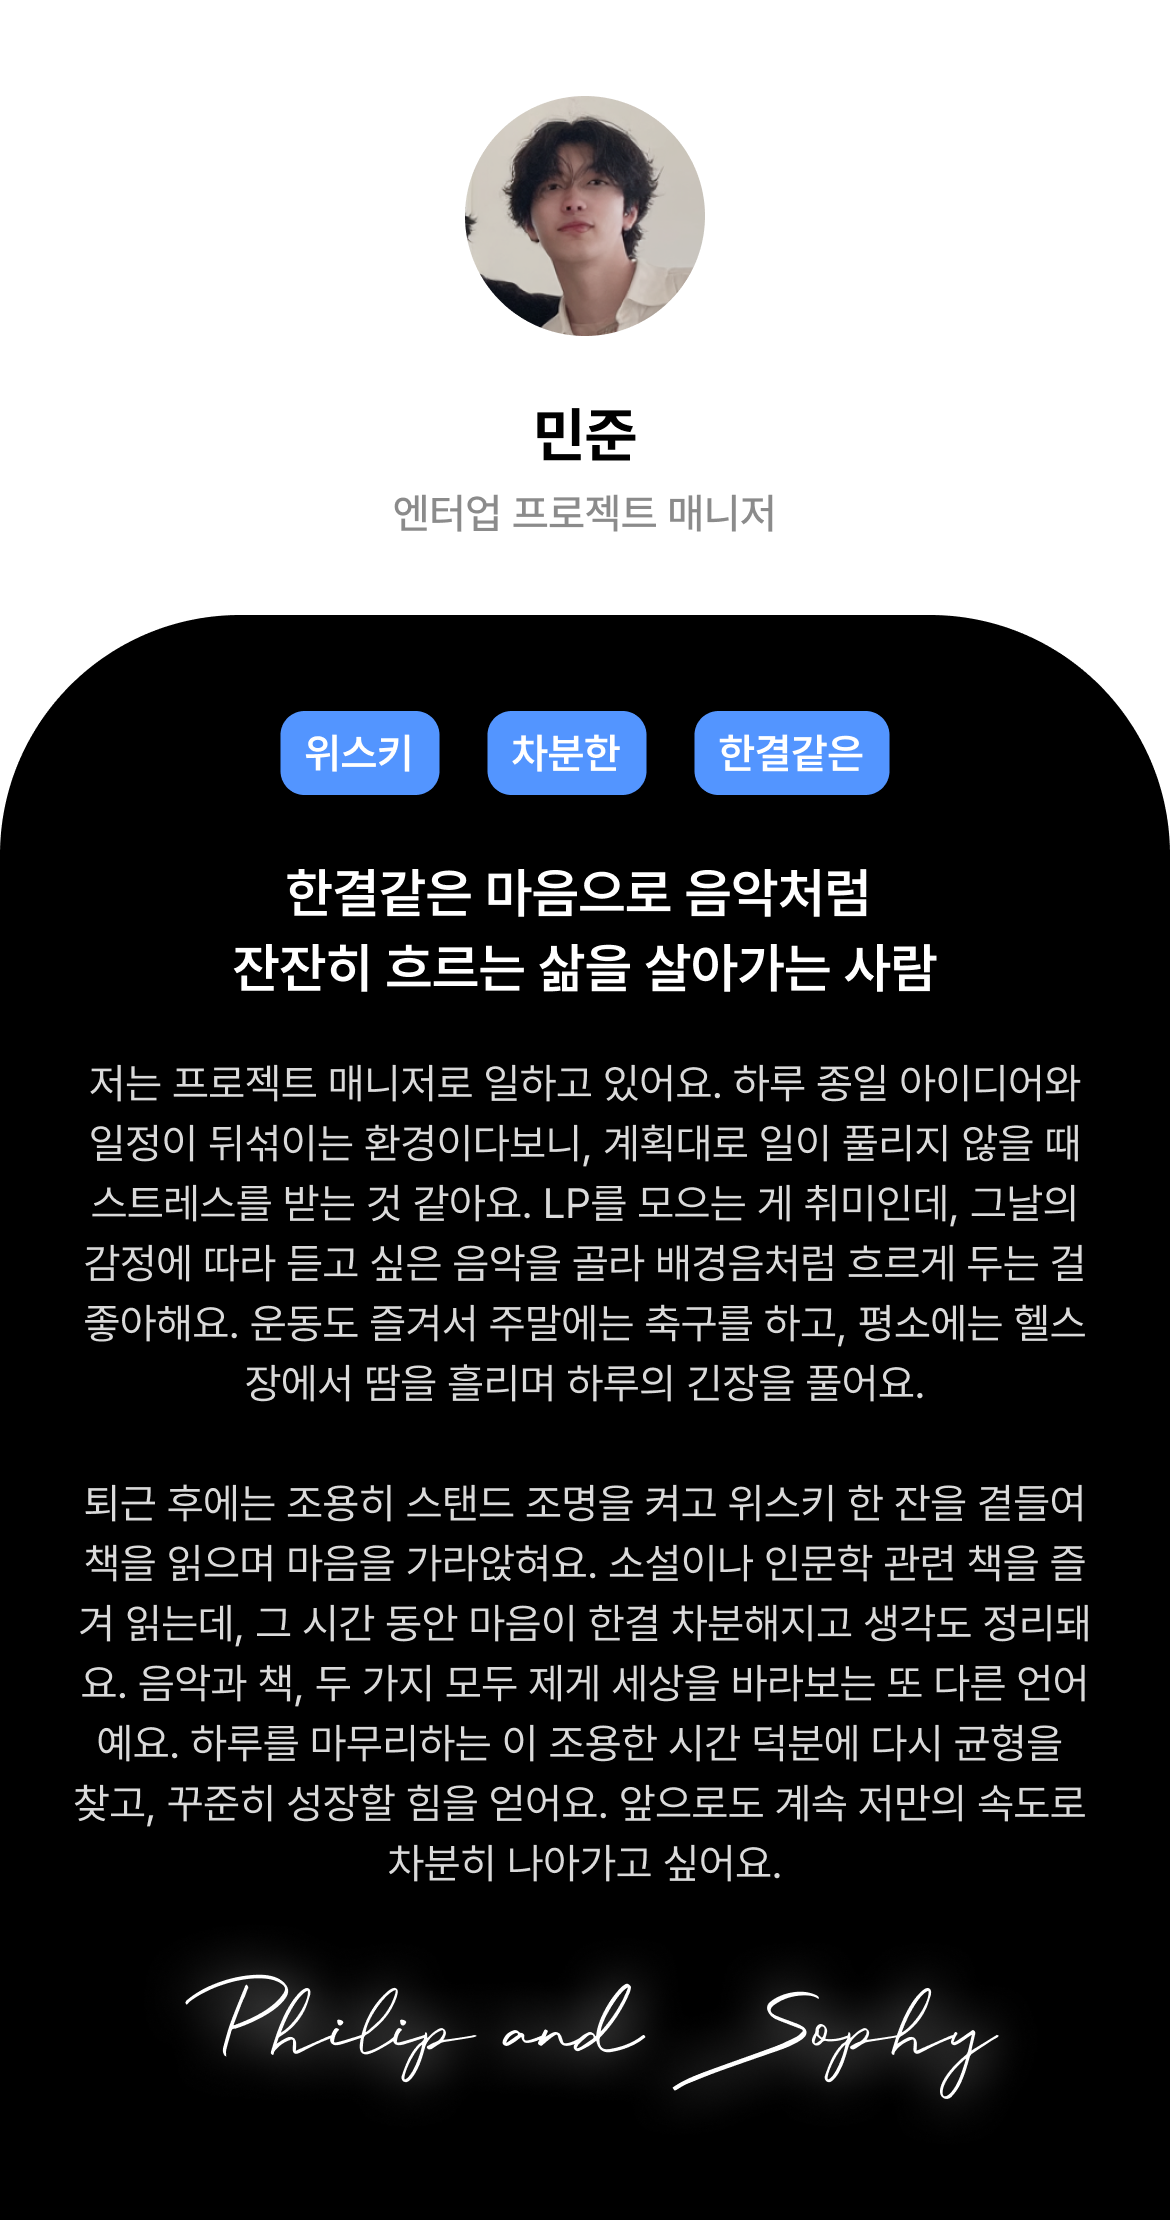 민준
엔터업 프로젝트 매니저
위스키 차분한 한결같은
한결같은 마음으로 음악처럼
잔잔히 흐르는 삶을 살아가는 사람
저는 프로젝트 매니저로 일하고 있어요. 하루 종일 아이디어와
일정이 뒤섞이는 환경이다보니, 계획대로 일이 풀리지 않을 때
스트레스를 받는 것 같아요. LP를 모으는 게 취미인데, 그날의
감정에 따라 듣고 싶은 음악을 골라 배경음처럼 흐르게 두는 걸
좋아해요. 운동도 즐겨서 주말에는 축구를 하고, 평소에는 헬스
장에서 땀을 흘리며 하루의 긴장을 풀어요.
퇴근 후에는 조용히 스탠드 조명을 켜고 위스키 한 잔을 곁들여
책을 읽으며 마음을 가라앉혀요. 소설이나 인문학 관련 책을 즐
겨 읽는데, 그 시간 동안 마음이 한결 차분해지고 생각도 정리돼
요. 음악과 책, 두 가지 모두 제게 세상을 바라보는 또 다른 언어
예요. 하루를 마무리하는 이 조용한 시간 덕분에 다시 균형을
찾고, 꾸준히 성장할 힘을 얻어요. 앞으로도 계속 저만의 속도로
차분히 나아가고 싶어요.
Philip and Sophy